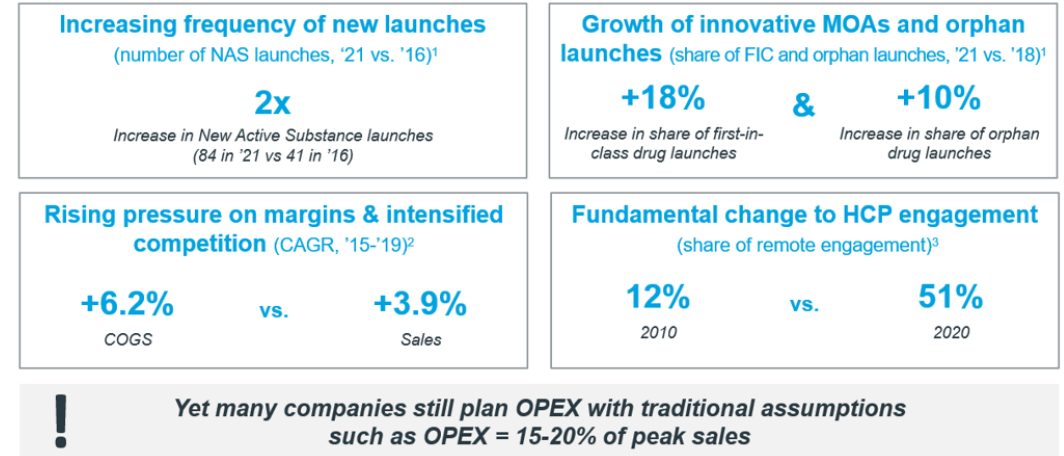 Increasing frequency of new launches
(number of NAS launches, ‘21 vs. ’16)¹
2x
Increase in New Active Substance launches
(84 in ’21 vs 41 in ’16)
Growth of innovative MOAs and orphan
launches (share of FIC and orphan launches, ’21 vs. ’18)¹
+18%
&
+10%
Increase in share of first-in-
class drug launches
Increase in share of orphan
drug launches
Rising pressure on margins & intensified
competition (CAGR, ’15-’19)²
+6.2%
vs.
+3.9%
COGS
Sales
Fundamental change to HCP engagement
(share of remote engagement)³
12%
vs.
51%
2010
2020
!
Yet many companies still plan OPEX with traditional assumptions
such as OPEX = 15-20% of peak sales